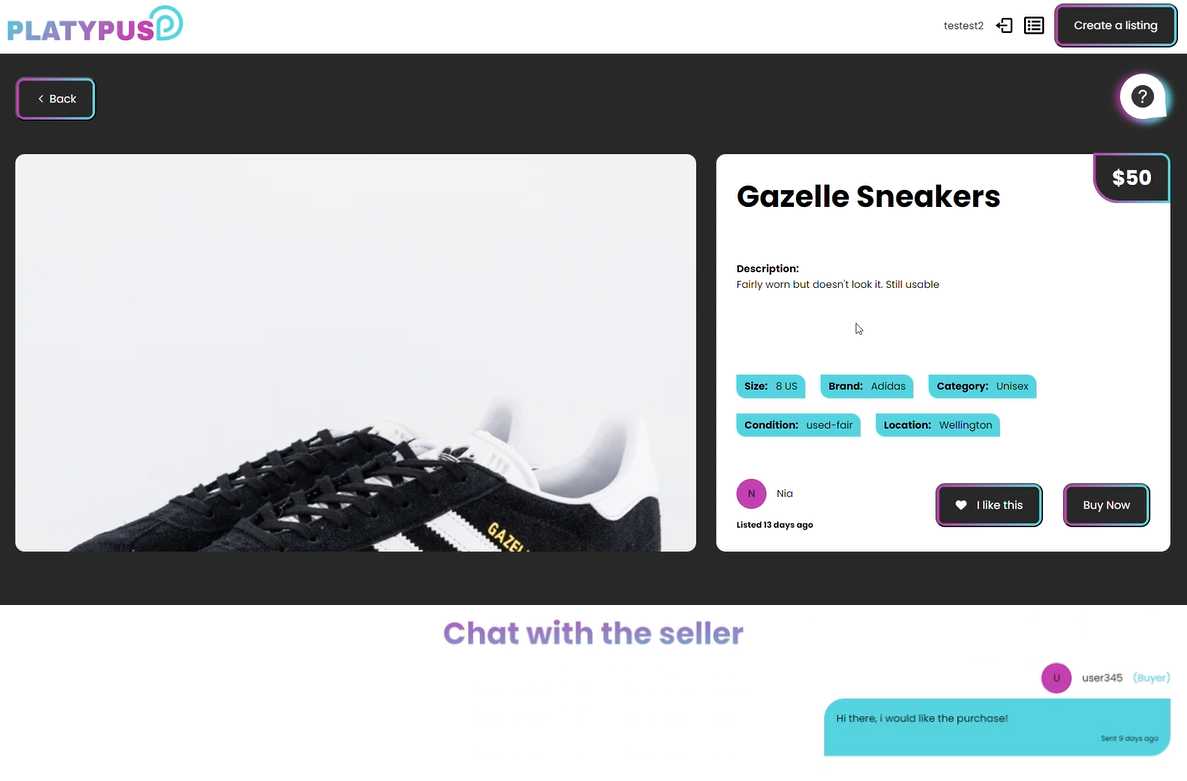 PLATYPUS
testest2
Create a listing
Back
?
$50
Gazelle Sneakers
Description:
Fairly worn but doesn't look it. Still usable
Size: 8 US
Brand: Adidas
Category: Unisex
Condition: used-fair
Location: Wellington
N
Nia
Listed 13 days ago
I like this
Buy Now
Chat with the seller
U
user345
(Buyer)
Hi there, i would like the purchase!
Sent 9 days ago